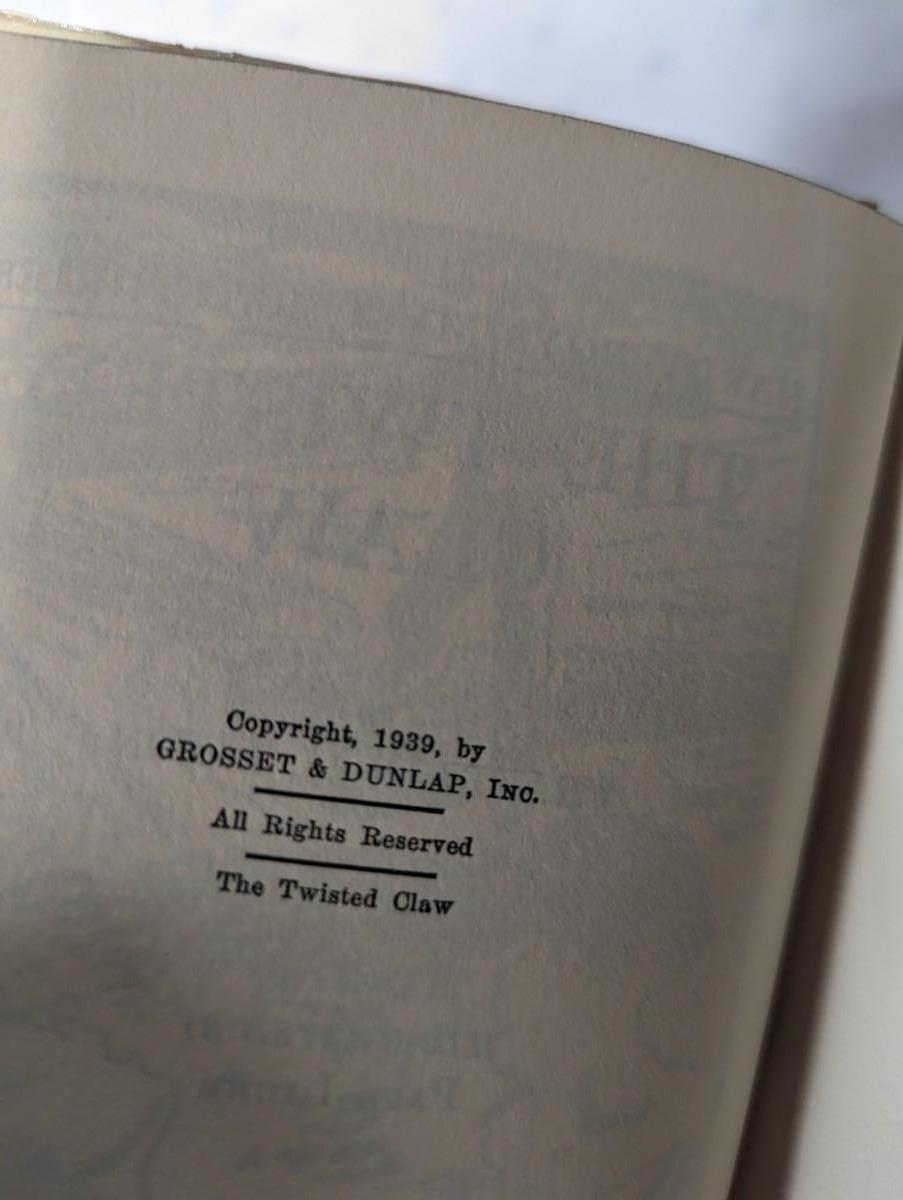 Copyright, 1939, by
GROSSET & DUNLAP, INC.
All Rights Reserved
The Twisted Claw